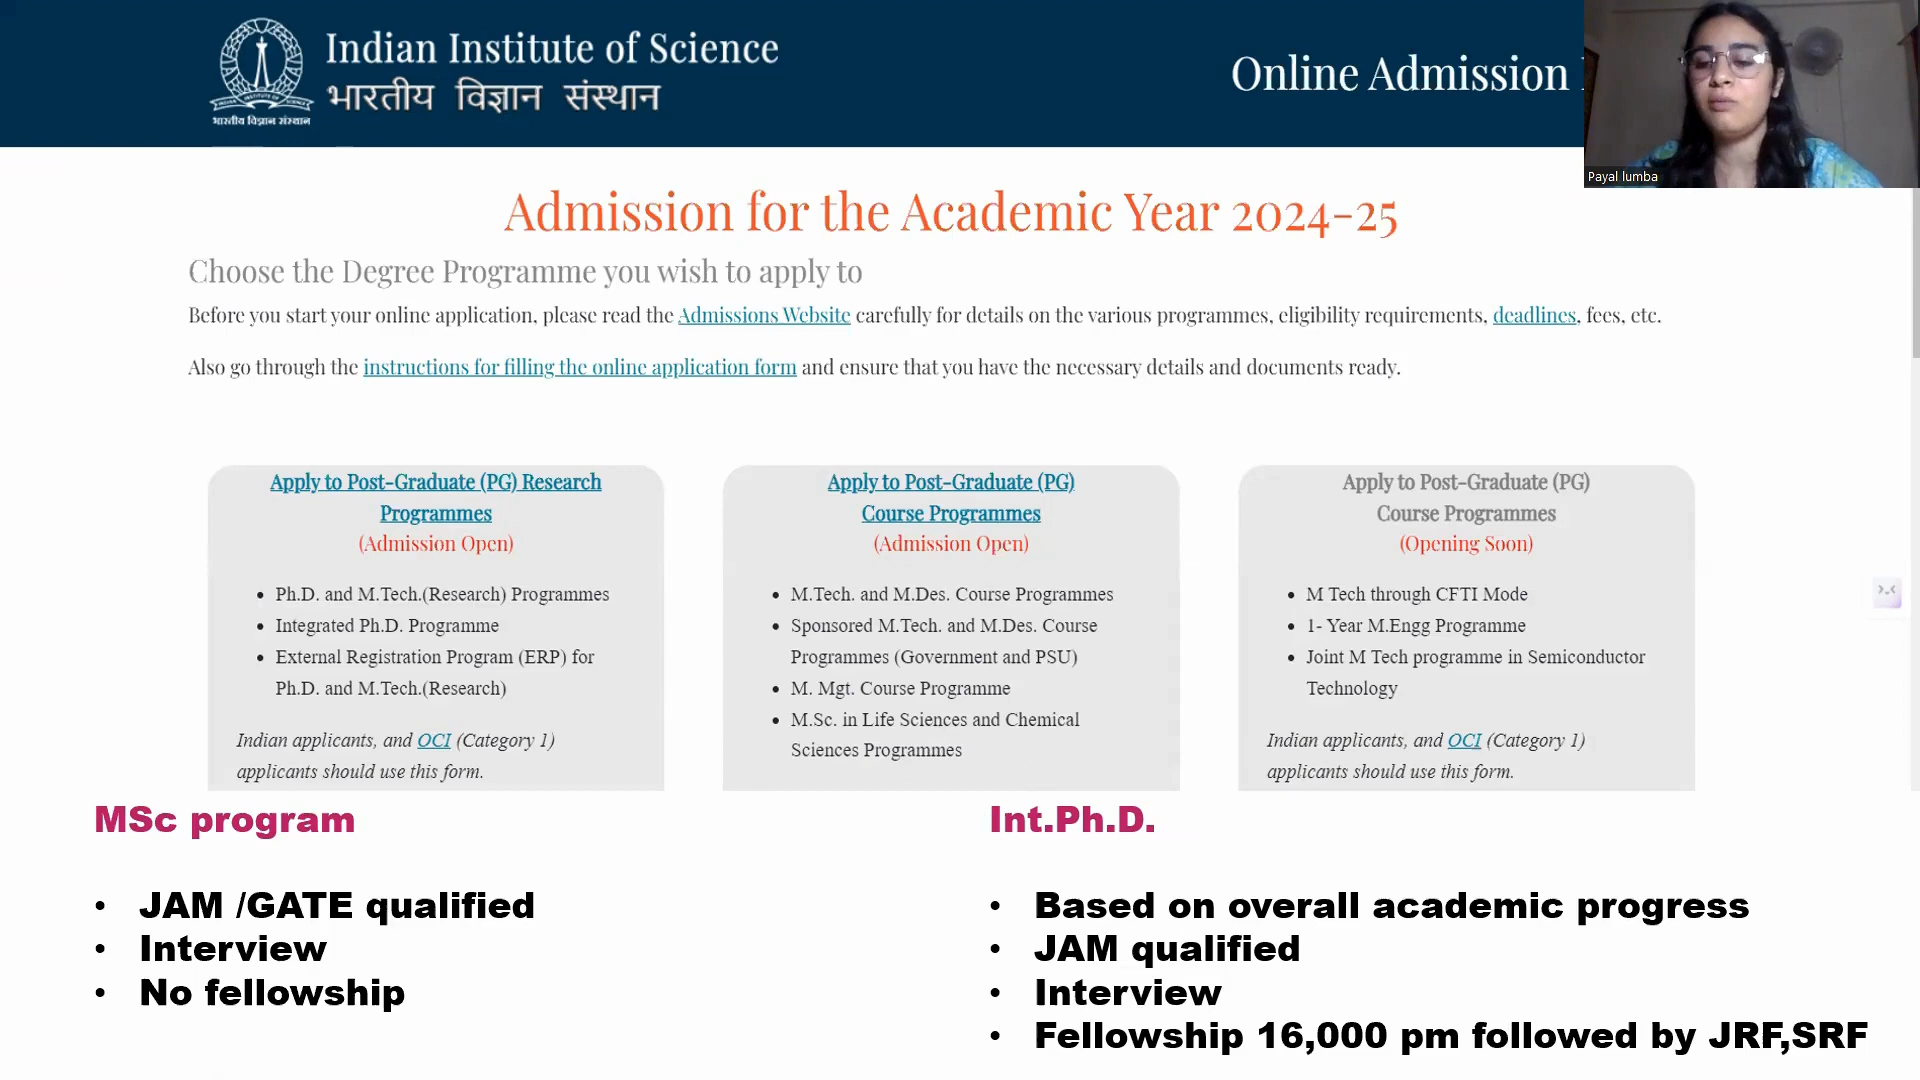 Indian Institute of Science
भारतीय विज्ञान संस्थान
भारतीय विज्ञान संस्थान
Online Admission
Payal lumba
Admission for the Academic Year 2024-25
Choose the Degree Programme you wish to apply to
Before you start your online application, please read the Admissions Website carefully for details on the various programmes, eligibility requirements, deadlines, fees, etc.
Also go through the instructions for filling the online application form and ensure that you have the necessary details and documents ready.
Apply to Post-Graduate (PG) Research
Programmes
(Admission Open)
• Ph.D. and M.Tech.(Research) Programmes
• Integrated Ph.D. Programme
• External Registration Program (ERP) for
Ph.D. and M.Tech.(Research)
Indian applicants, and OCI (Category 1)
applicants should use this form.
Apply to Post-Graduate (PG)
Course Programmes
(Admission Open)
• M.Tech. and M.Des. Course Programmes
• Sponsored M.Tech. and M.Des. Course
Programmes (Government and PSU)
• M. Mgt. Course Programme
• M.Sc. in Life Sciences and Chemical
Sciences Programmes
Apply to Post-Graduate (PG)
Course Programmes
(Opening Soon)
• M Tech through CFTI Mode
• 1- Year M.Engg Programme
• Joint M Tech programme in Semiconductor
Technology
Indian applicants, and OCI (Category 1)
applicants should use this form.
MSc program
• JAM /GATE qualified
• Interview
• No fellowship
Int.Ph.D.
• Based on overall academic progress
• JAM qualified
• Interview
• Fellowship 16,000 pm followed by JRF,SRF